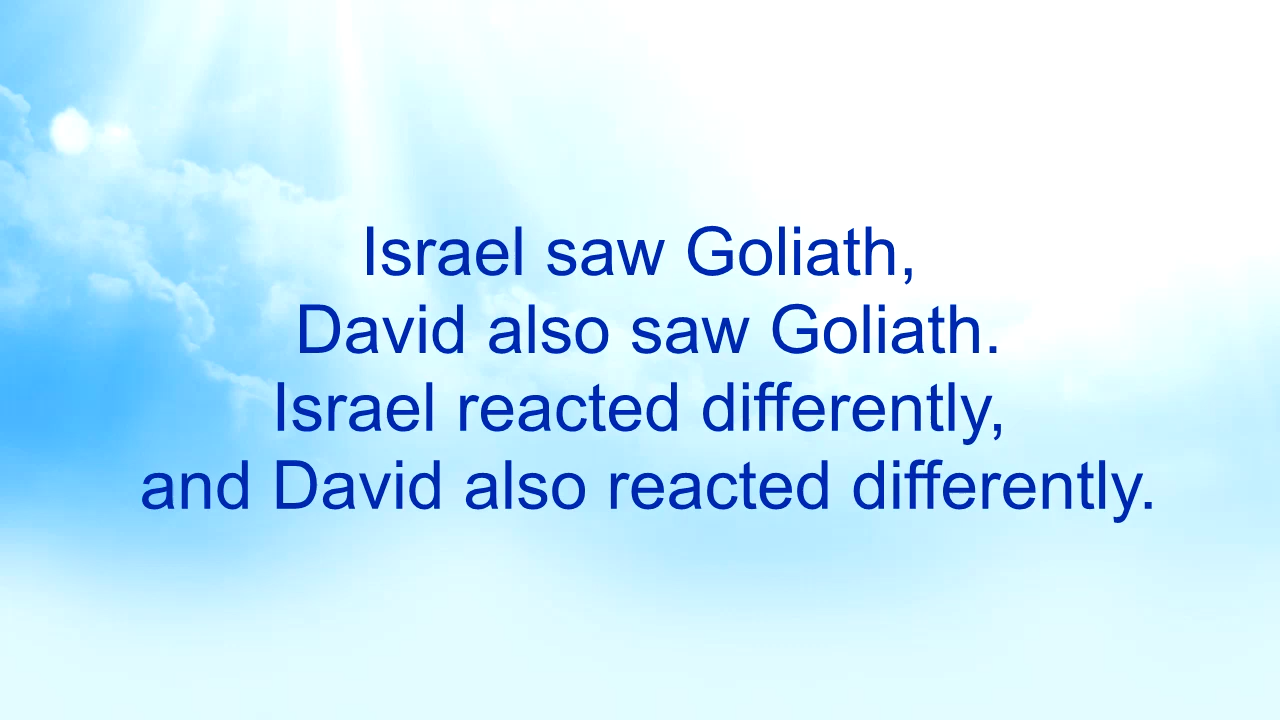 Israel saw Goliath,
David also saw Goliath.
Israel reacted differently,
and David also reacted differently.